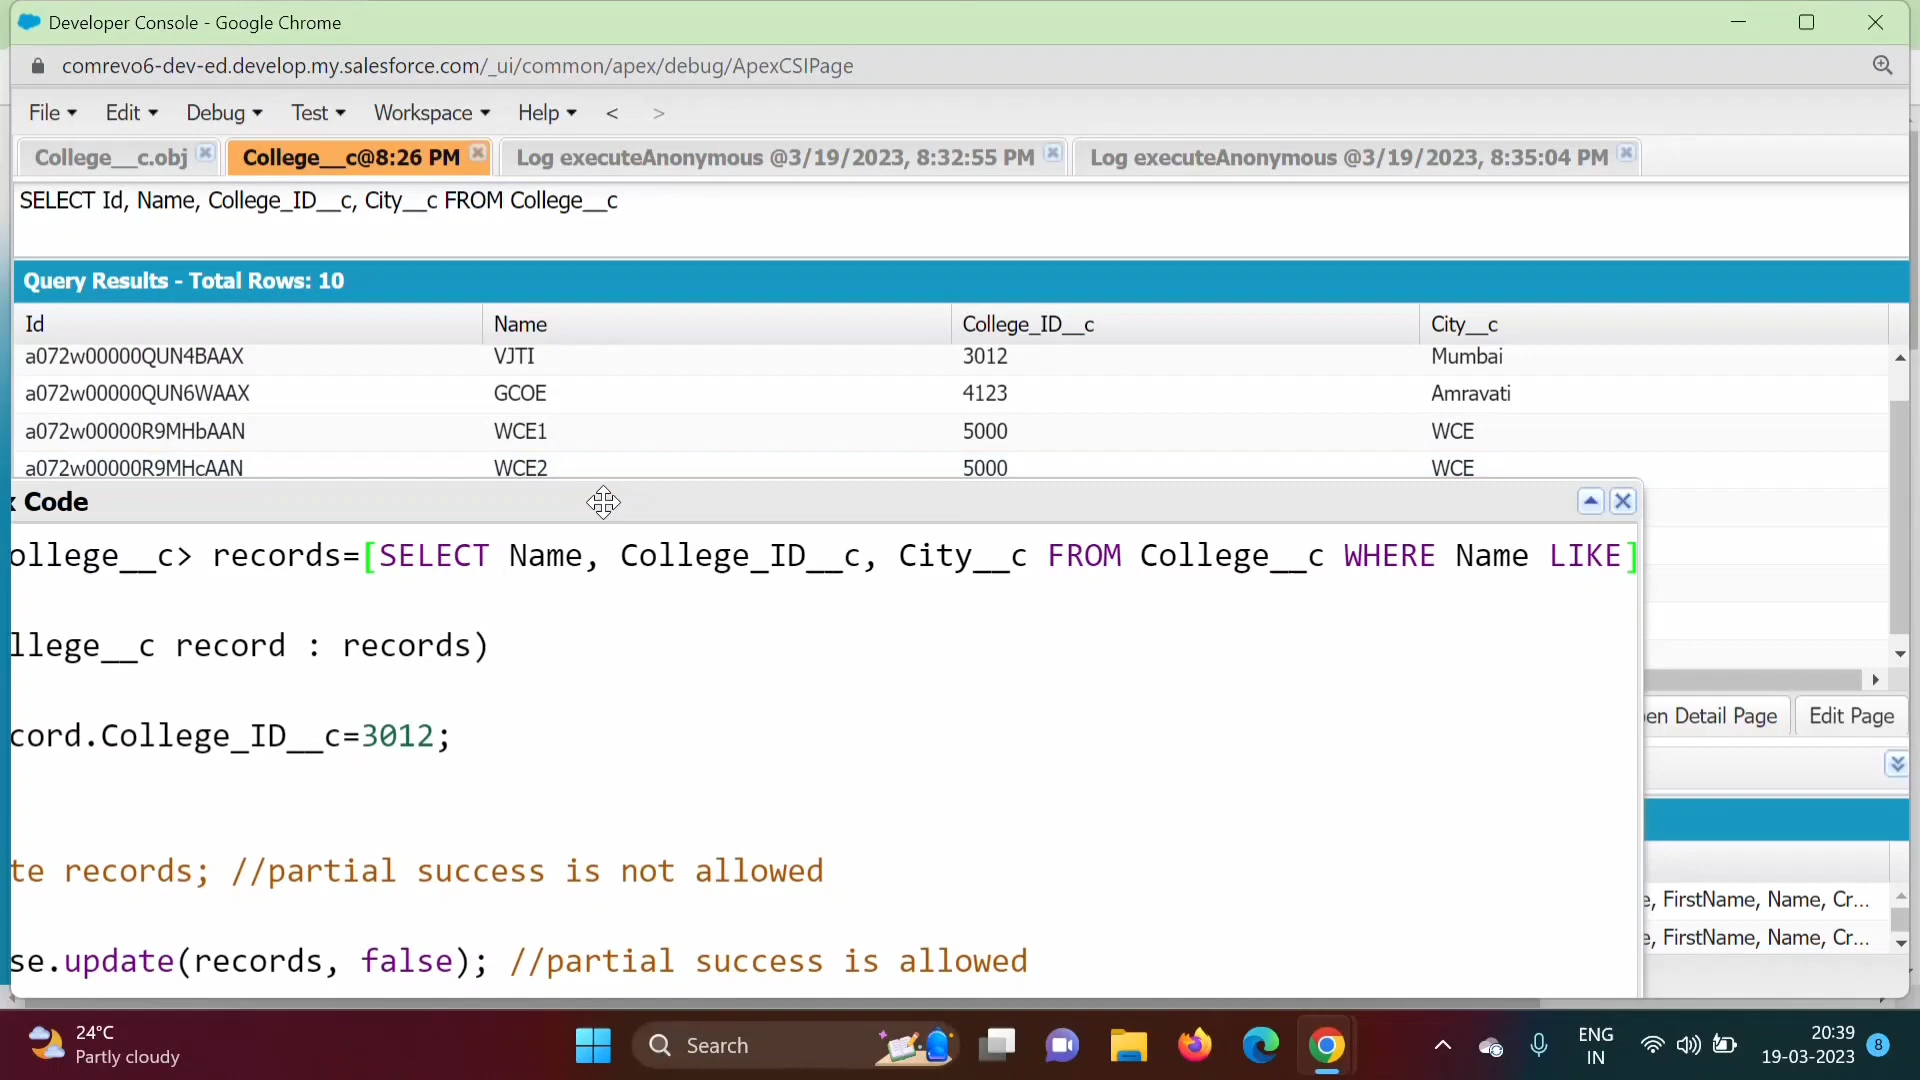 Developer Console - Google Chrome
comrevo6-dev-ed.develop.my.salesforce.com/_ui/common/apex/debug/ApexCSIPage
File Edit Debug Test Workspace Help < >
College__c.obj College__c@8:26 PM Log executeAnonymous @3/19/2023, 8:32:55 PM Log executeAnonymous @3/19/2023, 8:35:04 PM
SELECT Id, Name, College_ID__c, City__c FROM College__c
Query Results - Total Rows: 10
Id Name College_ID__c City__c
a072w00000QUN4BAAX VJTI 3012 Mumbai
a072w00000QUN6WAAX GCOE 4123 Amravati
a072w00000R9MHbAAN WCE1 5000 WCE
a072w00000R9MHcAAN WCE2 5000 WCE
x Code
ollege__c> records=[SELECT Name, College_ID__c, City__c FROM College__c WHERE Name LIKE]
llege__c record : records)
cord.College_ID__c=3012;
en Detail Page Edit Page
te records; //partial success is not allowed
e, FirstName, Name, Cr...
e, FirstName, Name, Cr...
se.update(records, false); //partial success is allowed
24°C
Partly cloudy
Search
ENG
IN
20:39
19-03-2023
8